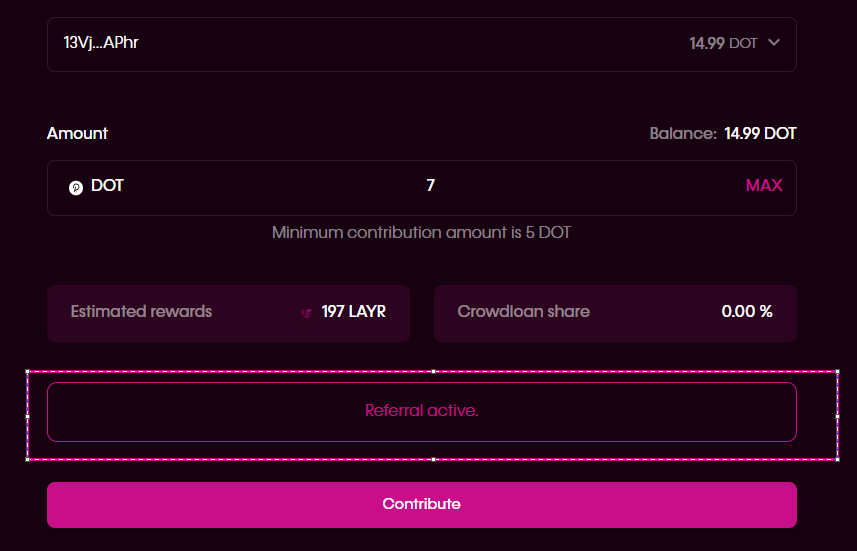 13Vj...APhr 14.99 DOT
Amount Balance: 14.99 DOT
DOT 7 MAX
Minimum contribution amount is 5 DOT
Estimated rewards 197 LAYR Crowdloan share 0.00 %
Referral active.
Contribute